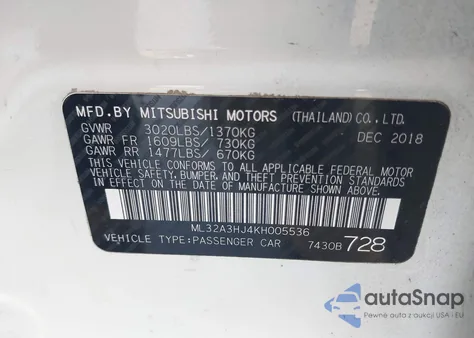 MFD.BY MITSUBISHI MOTORS (THAILAND) CO.,LTD.
GVWR 3020LBS/1370KG DEC 2018
GAWR FR 1609LBS/ 730KG
GAWR RR 1477LBS/ 670KG
THIS VEHICLE CONFORMS TO ALL APPLICABLE FEDERAL MOTOR
VEHICLE SAFETY, BUMPER, AND THEFT PREVENTION STANDARDS
IN EFFECT ON THE DATE OF MANUFACTURE SHOWN ABOVE.
ML32A3HJ4KH005536
VEHICLE TYPE:PASSENGER CAR 7430B 728
autoSnap
Pewne auta z aukcji z USA i EU